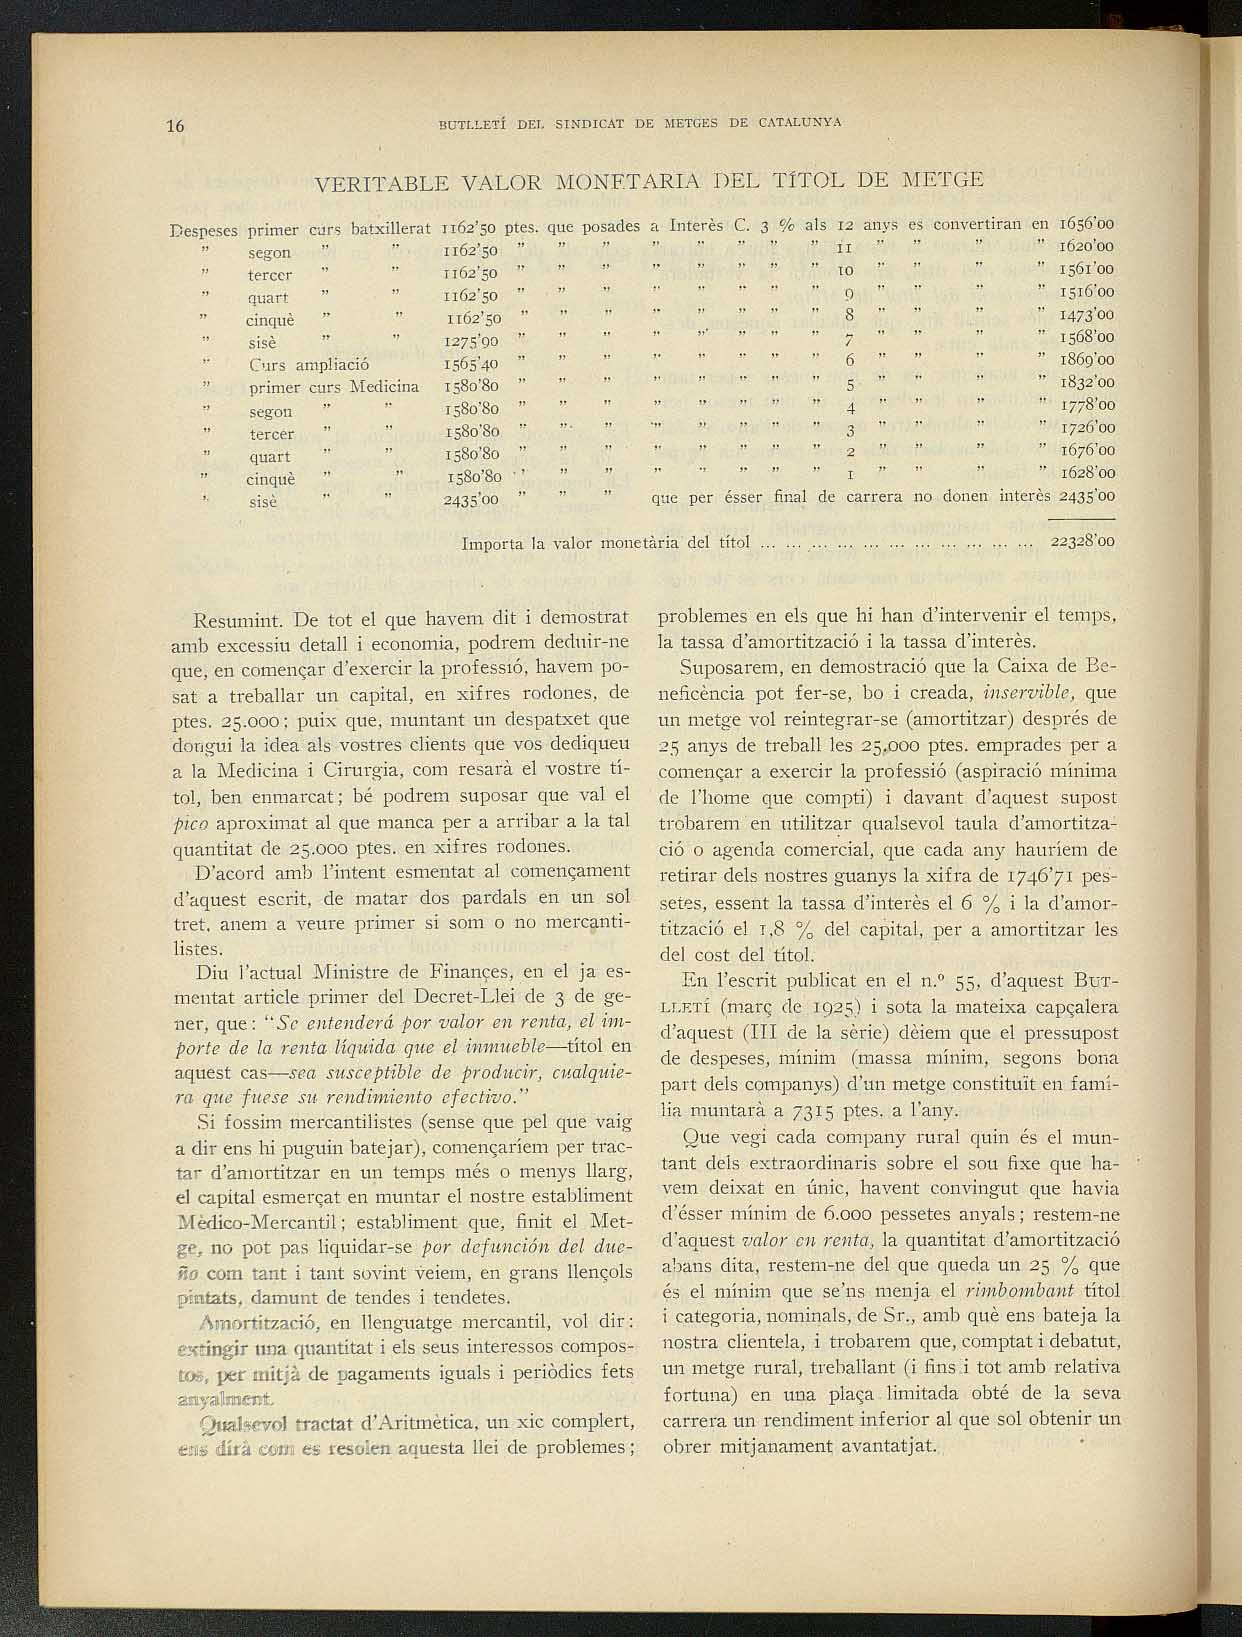 16
BUTLLETÍ DEL SINDICAT DE METGES DE CATALUNYA
VERITABLE VALOR MONETARIA DEL TÍTOL DE METGE
Despeses primer curs batxillerat 1162'50 ptes. que posades a Interès C. 3 % als 12 anys es convertiran en 1656'00
" segon " " 1162'50 " " " " " " " " 11 " " " " 1620'00
" tercer " " 1162'50 " " " " " " " " 10 " " " " 1561'00
" quart " " 1162'50 " " " " " " " " 9 " " " " 1516'00
" cinquè " " 1162'50 " " " " " " " " 8 " " " " 1473'00
" sisè " " 1275'90 " " " " " " " " 7 " " " " 1568'00
" Curs ampliació 1565'40 " " " " " " " " 6 " " " " 1869'00
" primer curs Medicina 1580'80 " " " " " " " " 5 " " " " 1832'00
" segon " " 1580'80 " " " " " " " " 4 " " " " 1778'00
" tercer " " 1580'80 " " " " " " " " 3 " " " " 1726'00
" quart " " 1580'80 " " " " " " " " 2 " " " " 1676'00
" cinquè " " 1580'80 " " " " " " " " 1 " " " " 1628'00
" sisè " " 2435'00 " " " que per ésser final de carrera no donen interès 2435'00
Importa la valor monetària del títol ... ... ... ... ... ... ... ... ... ... ... 22328'00
Resumint. De tot el que havem dit i demostrat
amb excessiu detall i economia, podrem deduir-ne
que, en començar d'exercir la professió, havem po-
sat a treballar un capital, en xifres rodones, de
ptes. 25.000; puix que, muntant un despatxet que
dongui la idea als vostres clients que vos dediqueu
a la Medicina i Cirurgia, com resarà el vostre tí-
tol, ben enmarcat; bé podrem suposar que val el
pico aproximat al que manca per a arribar a la tal
quantitat de 25.000 ptes. en xifres rodones.
D'acord amb l'intent esmentat al començament
d'aquest escrit, de matar dos pardals en un sol
tret, anem a veure primer si som o no mercanti-
listes.
Diu l'actual Ministre de Finançes, en el ja es-
mentat article primer del Decret-Llei de 3 de ge-
ner, que: "Se entenderá por valor en renta, el im-
porte de la renta líquida que el inmueble—títol en
aquest cas—sea susceptible de producir, cualquie-
ra que fuese su rendimiento efectivo."
Si fossim mercantilistes (sense que pel que vaig
a dir ens hi puguin batejar), començaríem per trac-
tar d'amortitzar en un temps més o menys llarg,
el capital esmerçat en muntar el nostre establiment
Mèdico-Mercantil; establiment que, finit el Met-
ge, no pot pas liquidar-se por defunción del due-
ño com tant i tant sovint veiem, en grans llençols
pintats, damunt de tendes i tendetes.
Amortització, en llenguatge mercantil, vol dir:
extingir una quantitat i els seus interessos compos-
tos, per mitjà de pagaments iguals i periòdics fets
anyalment.
Qualsevol tractat d'Aritmètica, un xic complert,
ens dirà com es resolen aquesta llei de problemes;
problemes en els que hi han d'intervenir el temps,
la tassa d'amortització i la tassa d'interès.
Suposarem, en demostració que la Caixa de Be-
neficència pot fer-se, bo i creada, inservible, que
un metge vol reintegrar-se (amortitzar) després de
25 anys de treball les 25.000 ptes. emprades per a
començar a exercir la professió (aspiració mínima
de l'home que compti) i davant d'aquest supost
trobarem en utilitzar qualsevol taula d'amortitza-
ció o agenda comercial, que cada any hauríem de
retirar dels nostres guanys la xifra de 1746'71 pes-
setes, essent la tassa d'interès el 6 % i la d'amor-
tització el 1,8 % del capital, per a amortitzar les
del cost del títol.
En l'escrit publicat en el n.º 55, d'aquest BUT-
LLETÍ (març de 1925) i sota la mateixa capçalera
d'aquest (III de la sèrie) dèiem que el pressupost
de despeses, mínim (massa mínim, segons bona
part dels companys) d'un metge constituït en famí-
lia muntarà a 7315 ptes. a l'any.
Que vegi cada company rural quin és el mun-
tant dels extraordinaris sobre el sou fixe que ha-
vem deixat en únic, havent convingut que havia
d'ésser mínim de 6.000 pessetes anyals; restem-ne
d'aquest valor en renta, la quantitat d'amortització
abans dita, restem-ne del que queda un 25 % que
és el mínim que se'ns menja el rimbombant títol
i categoria, nominals, de Sr., amb què ens bateja la
nostra clientela, i trobarem que, comptat i debatut,
un metge rural, treballant (i fins i tot amb relativa
fortuna) en una plaça limitada obté de la seva
carrera un rendiment inferior al que sol obtenir un
obrer mitjanament avantatjat.